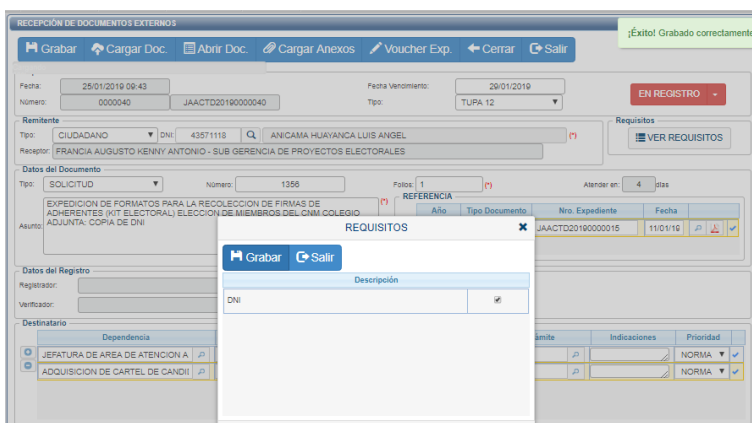 RECEPCIÓN DE DOCUMENTOS EXTERNOS
¡Éxito! Grabado correctamente
Grabar Cargar Doc. Abrir Doc. Cargar Anexos Voucher Exp. Cerrar Salir
Fecha: 25/01/2019 09:43 Fecha Vencimiento: 29/01/2019
EN REGISTRO
Número: 0000040 JAACTD20190000040 Tipo: TUPA 12
Remitente Requisitos
Tipo: CIUDADANO DNI: 43571118 ANICAMA HUAYANCA LUIS ANGEL (*) VER REQUISITOS
Receptor: FRANCIA AUGUSTO KENNY ANTONIO - SUB GERENCIA DE PROYECTOS ELECTORALES
Datos del Documento
Tipo: SOLICITUD Número: 1356 Folios: 1 (*) Atender en: 4 días
Asunto: EXPEDICION DE FORMATOS PARA LA RECOLECCION DE FIRMAS DE
ADHERENTES (KIT ELECTORAL) ELECCION DE MIEMBROS DEL CNM COLEGIO
ADJUNTA: COPIA DE DNI
(*) REFERENCIA
Año Tipo Documento Nro. Expediente Fecha
JAACTD20190000015 11/01/19
REQUISITOS
Grabar Salir
Descripción
DNI
Datos del Registro
Registrador:
Verificador:
Destinatario
Dependencia Indicaciones Prioridad
JEFATURA DE AREA DE ATENCION A NORMA
ADQUISICION DE CARTEL DE CANDI NORMA